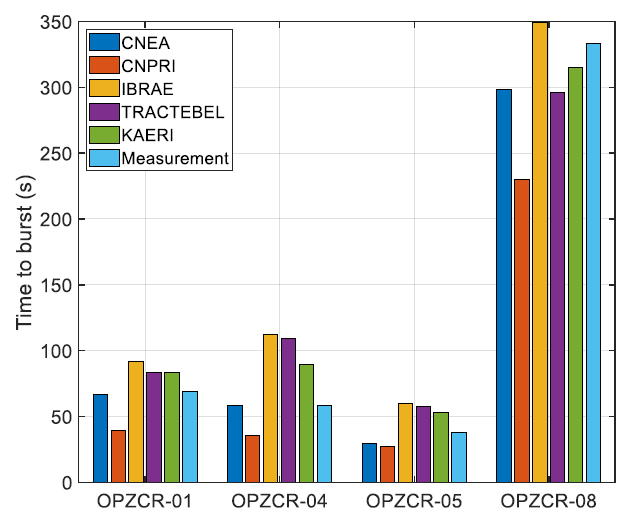 350
300
250
200
150
100
50
0
Time to burst (s)
CNEA
CNPRI
IBRAE
TRACTEBEL
KAERI
Measurement
OPZCR-01 OPZCR-04 OPZCR-05 OPZCR-08